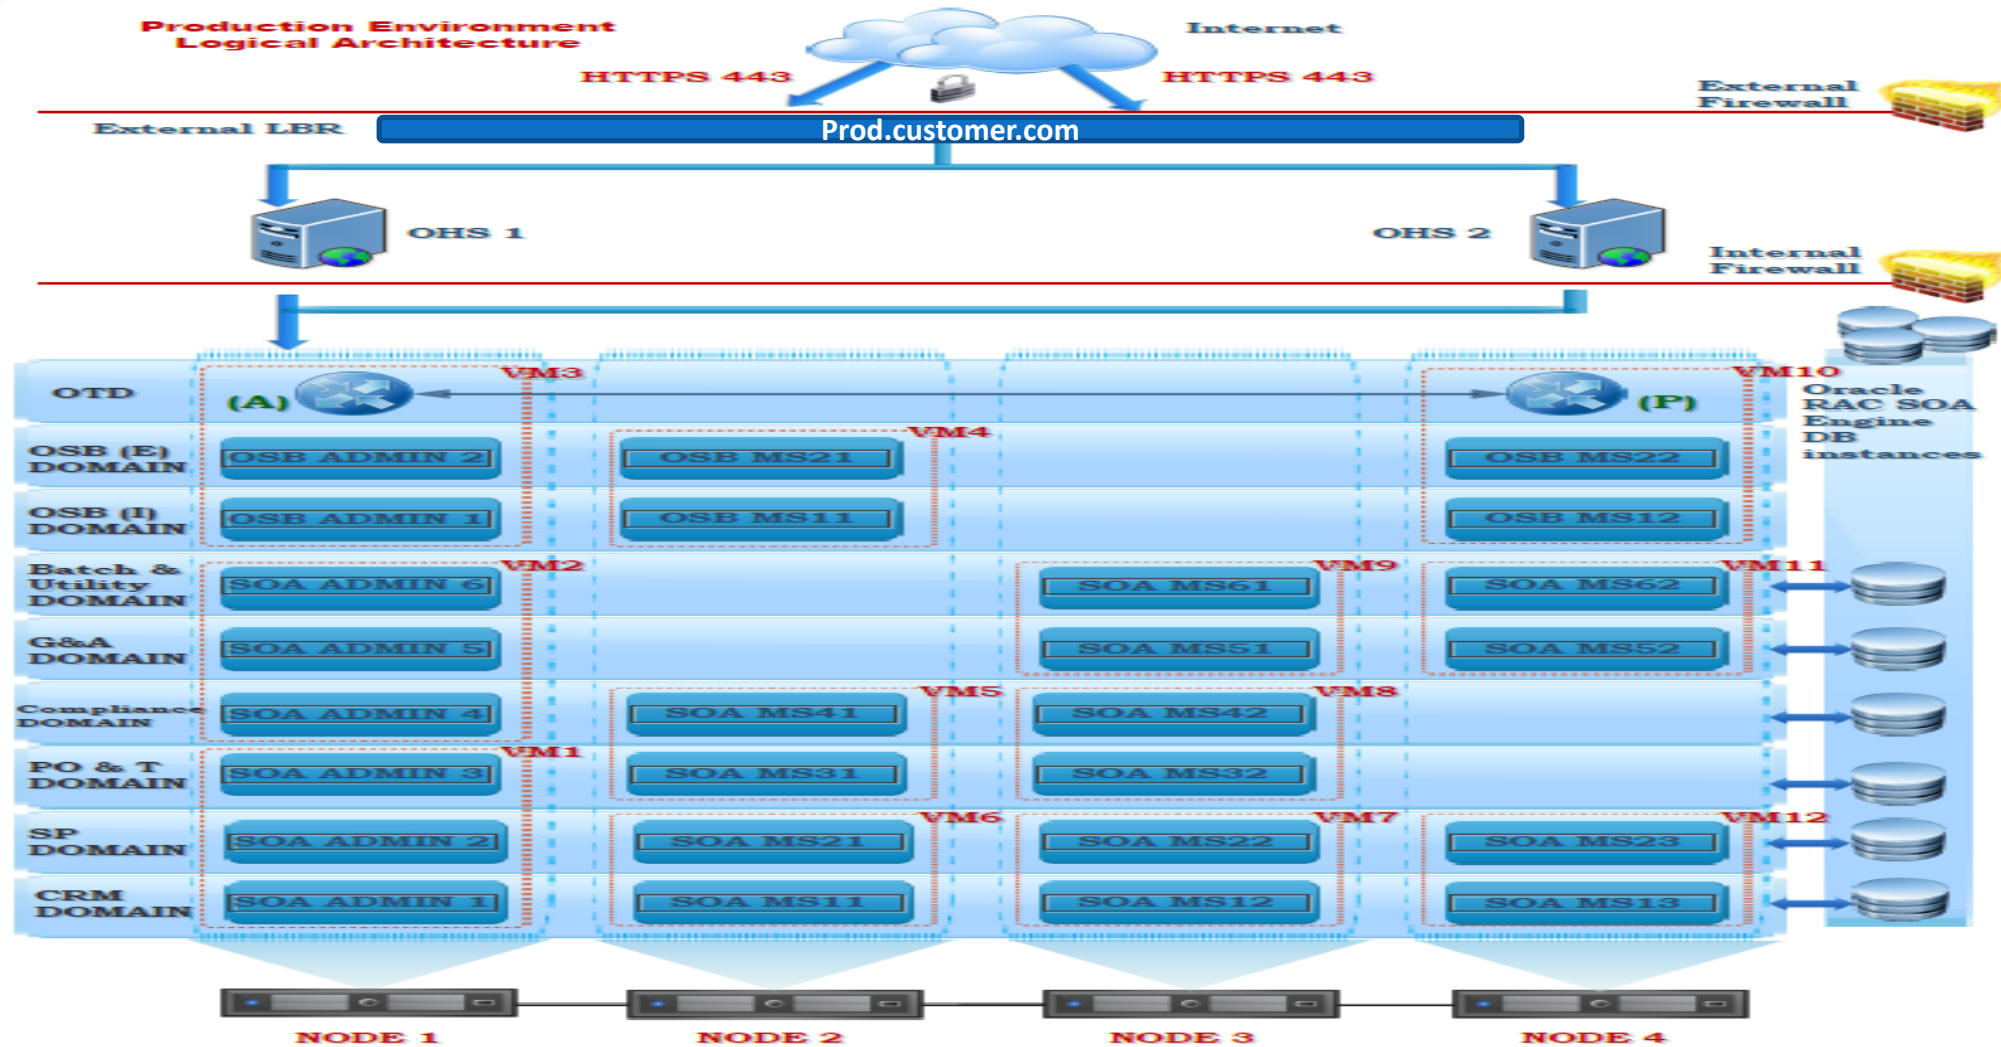 Production Environment
Logical Architecture
Internet
HTTPS 443
HTTPS 443
External
Firewall
External LBR
Prod.customer.com
OHS 1
OHS 2
Internal
Firewall
OTD
(A)
VM3
(P)
VM10
Oracle
RAC SOA
Engine
DB
instances
OSB (E)
DOMAIN
OSB ADMIN 2
OSB MS21
VM4
OSB MS22
OSB (I)
DOMAIN
OSB ADMIN 1
OSB MS11
OSB MS12
Batch &
Utility
DOMAIN
SOA ADMIN 6
VM2
SOA MS61
VM9
SOA MS62
VM11
G&A
DOMAIN
SOA ADMIN 5
SOA MS51
SOA MS52
Compliance
DOMAIN
SOA ADMIN 4
SOA MS41
VM5
SOA MS42
VM8
PO & T
DOMAIN
SOA ADMIN 3
VM1
SOA MS31
SOA MS32
SP
DOMAIN
SOA ADMIN 2
SOA MS21
VM6
SOA MS22
VM7
SOA MS23
VM12
CRM
DOMAIN
SOA ADMIN 1
SOA MS11
SOA MS12
SOA MS13
NODE 1
NODE 2
NODE 3
NODE 4